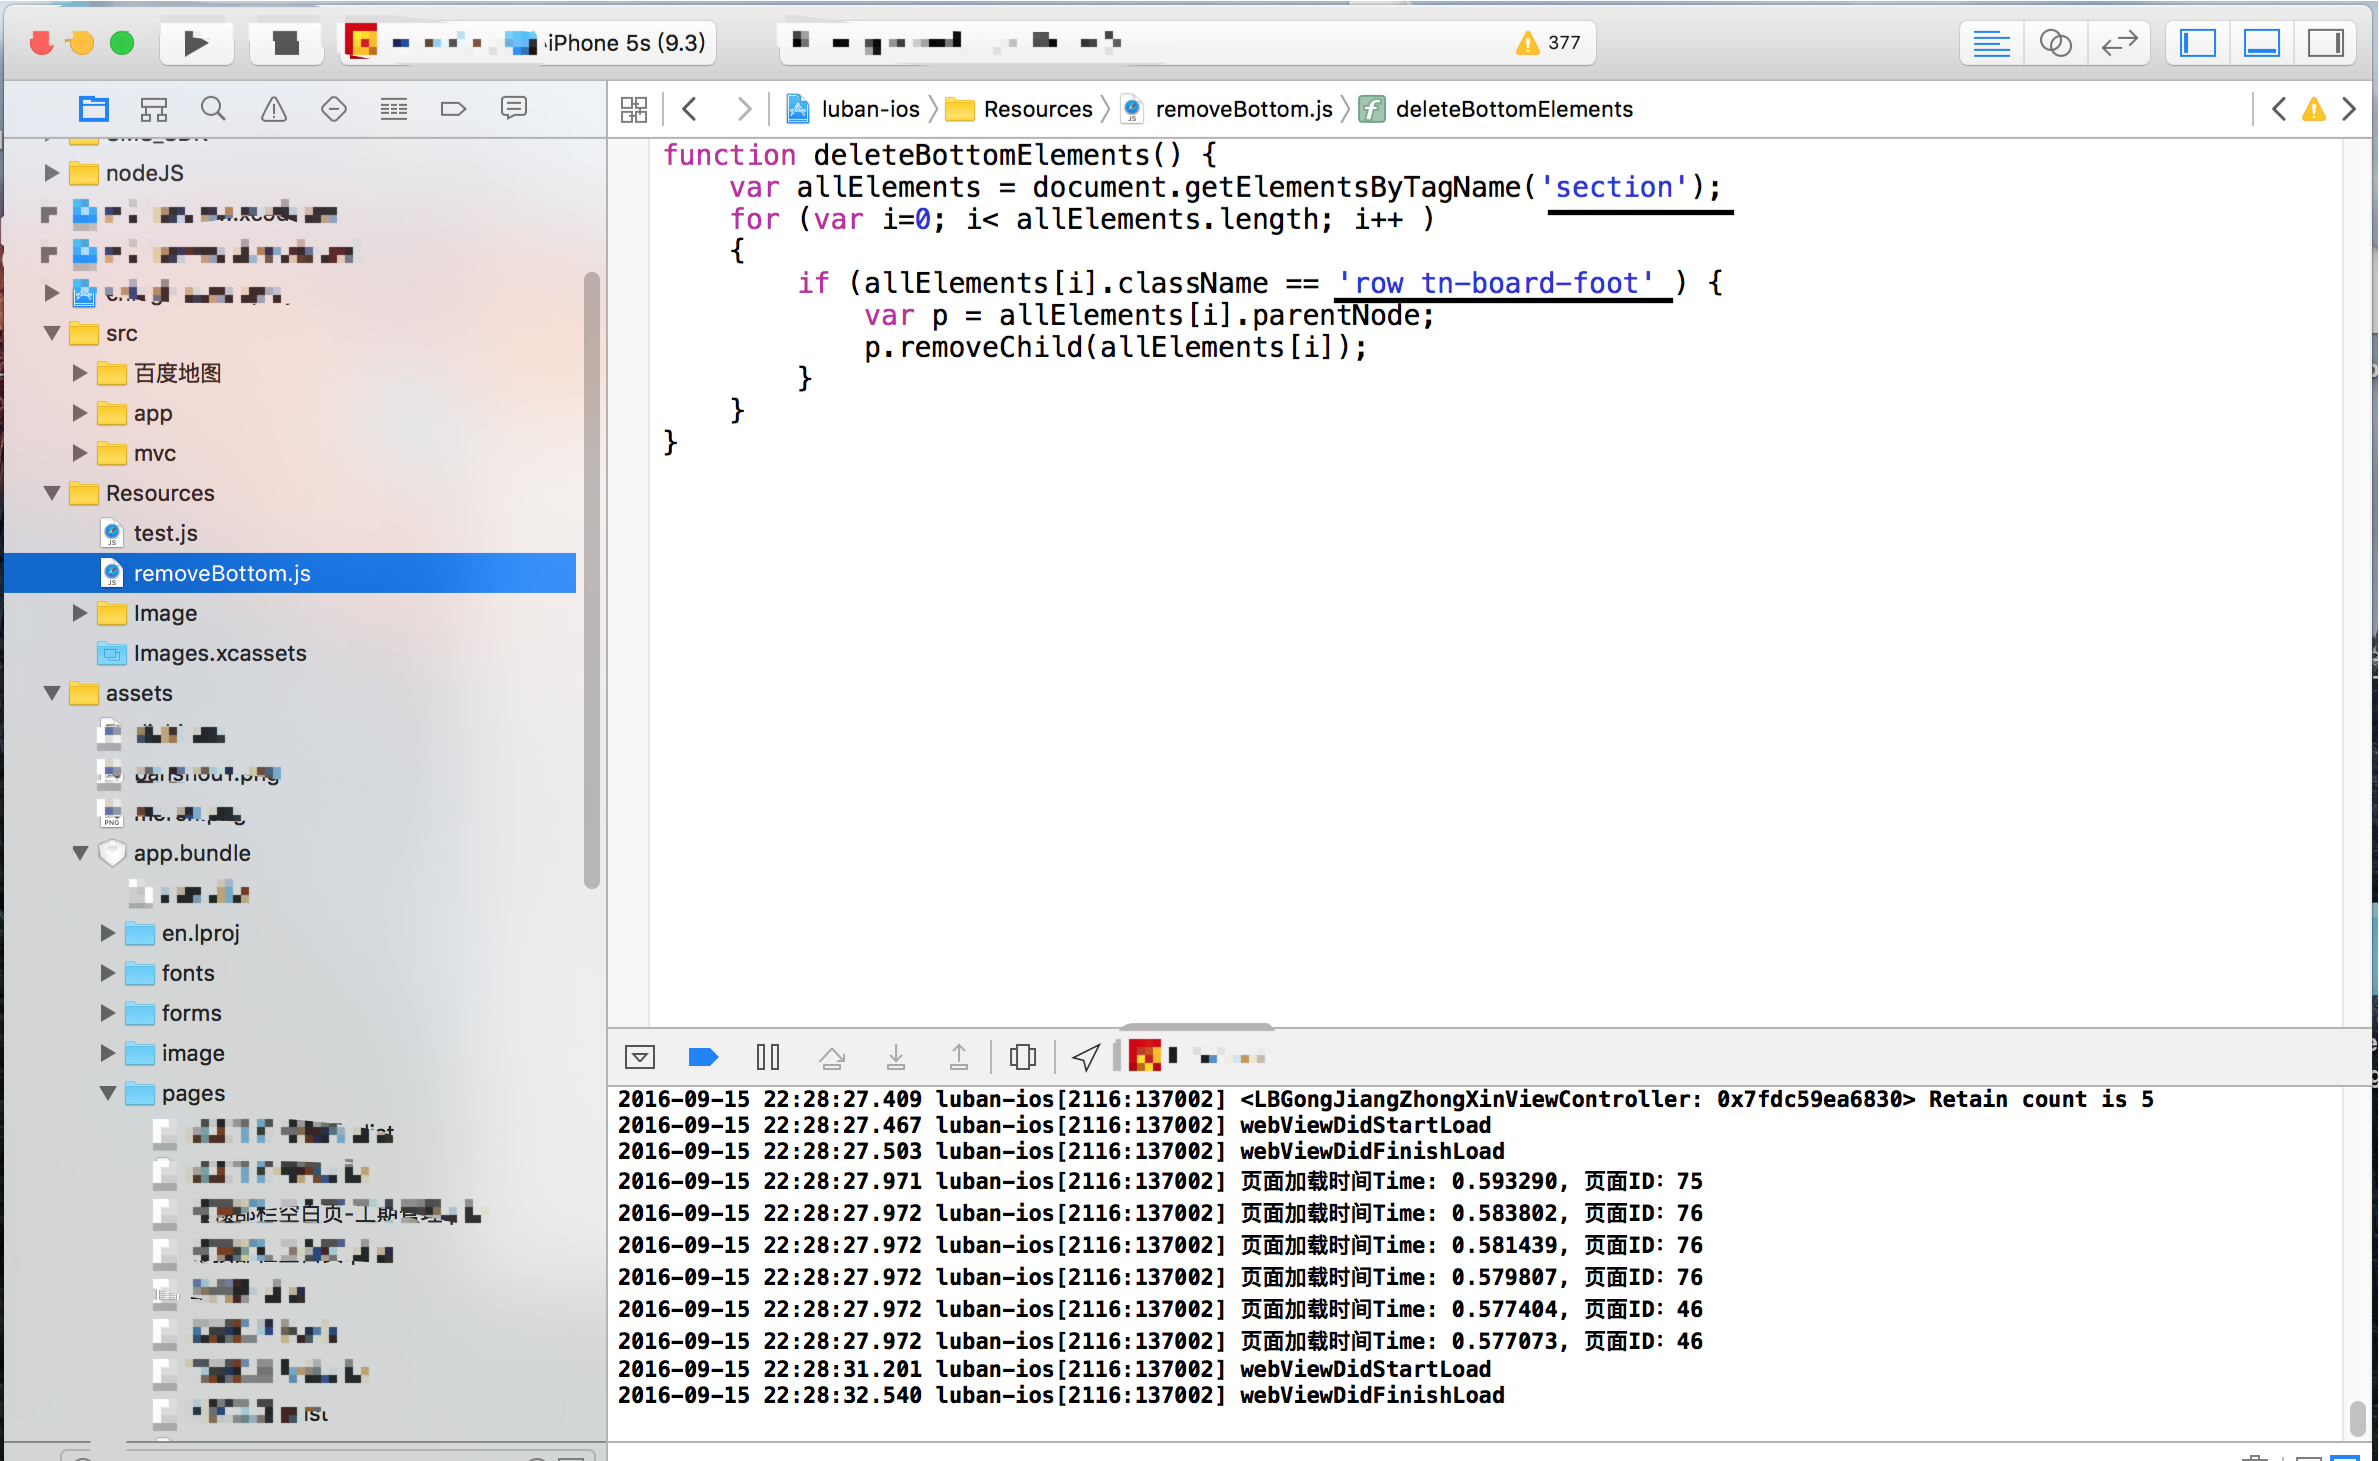 iPhone 5s (9.3)
377
luban-ios
Resources
removeBottom.js
deleteBottomElements
nodeJS
src
百度地图
app
mvc
Resources
test.js
removeBottom.js
Image
Images.xcassets
assets
app.bundle
en.lproj
fonts
forms
image
pages
function deleteBottomElements() {
var allElements = document.getElementsByTagName('section');
for (var i=0; i< allElements.length; i++ )
{
if (allElements[i].className == 'row tn-board-foot' ) {
var p = allElements[i].parentNode;
p.removeChild(allElements[i]);
}
}
}
2016-09-15 22:28:27.409 luban-ios[2116:137002] <LBGongJiangZhongXinViewController: 0x7fdc59ea6830> Retain count is 5
2016-09-15 22:28:27.467 luban-ios[2116:137002] webViewDidStartLoad
2016-09-15 22:28:27.503 luban-ios[2116:137002] webViewDidFinishLoad
2016-09-15 22:28:27.971 luban-ios[2116:137002] 页面加载时间Time: 0.593290, 页面ID: 75
2016-09-15 22:28:27.972 luban-ios[2116:137002] 页面加载时间Time: 0.583802, 页面ID: 76
2016-09-15 22:28:27.972 luban-ios[2116:137002] 页面加载时间Time: 0.581439, 页面ID: 76
2016-09-15 22:28:27.972 luban-ios[2116:137002] 页面加载时间Time: 0.579807, 页面ID: 76
2016-09-15 22:28:27.972 luban-ios[2116:137002] 页面加载时间Time: 0.577404, 页面ID: 46
2016-09-15 22:28:27.972 luban-ios[2116:137002] 页面加载时间Time: 0.577073, 页面ID: 46
2016-09-15 22:28:31.201 luban-ios[2116:137002] webViewDidStartLoad
2016-09-15 22:28:32.540 luban-ios[2116:137002] webViewDidFinishLoad